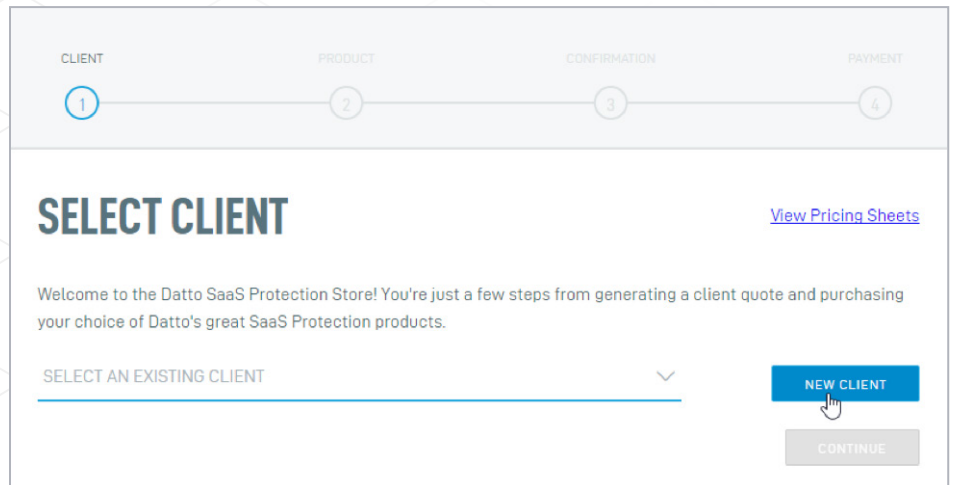 CLIENT PRODUCT CONFIRMATION PAYMENT
1 2 3 4
SELECT CLIENT
View Pricing Sheets
Welcome to the Datto SaaS Protection Store! You're just a few steps from generating a client quote and purchasing
your choice of Datto's great SaaS Protection products.
SELECT AN EXISTING CLIENT
NEW CLIENT
CONTINUE